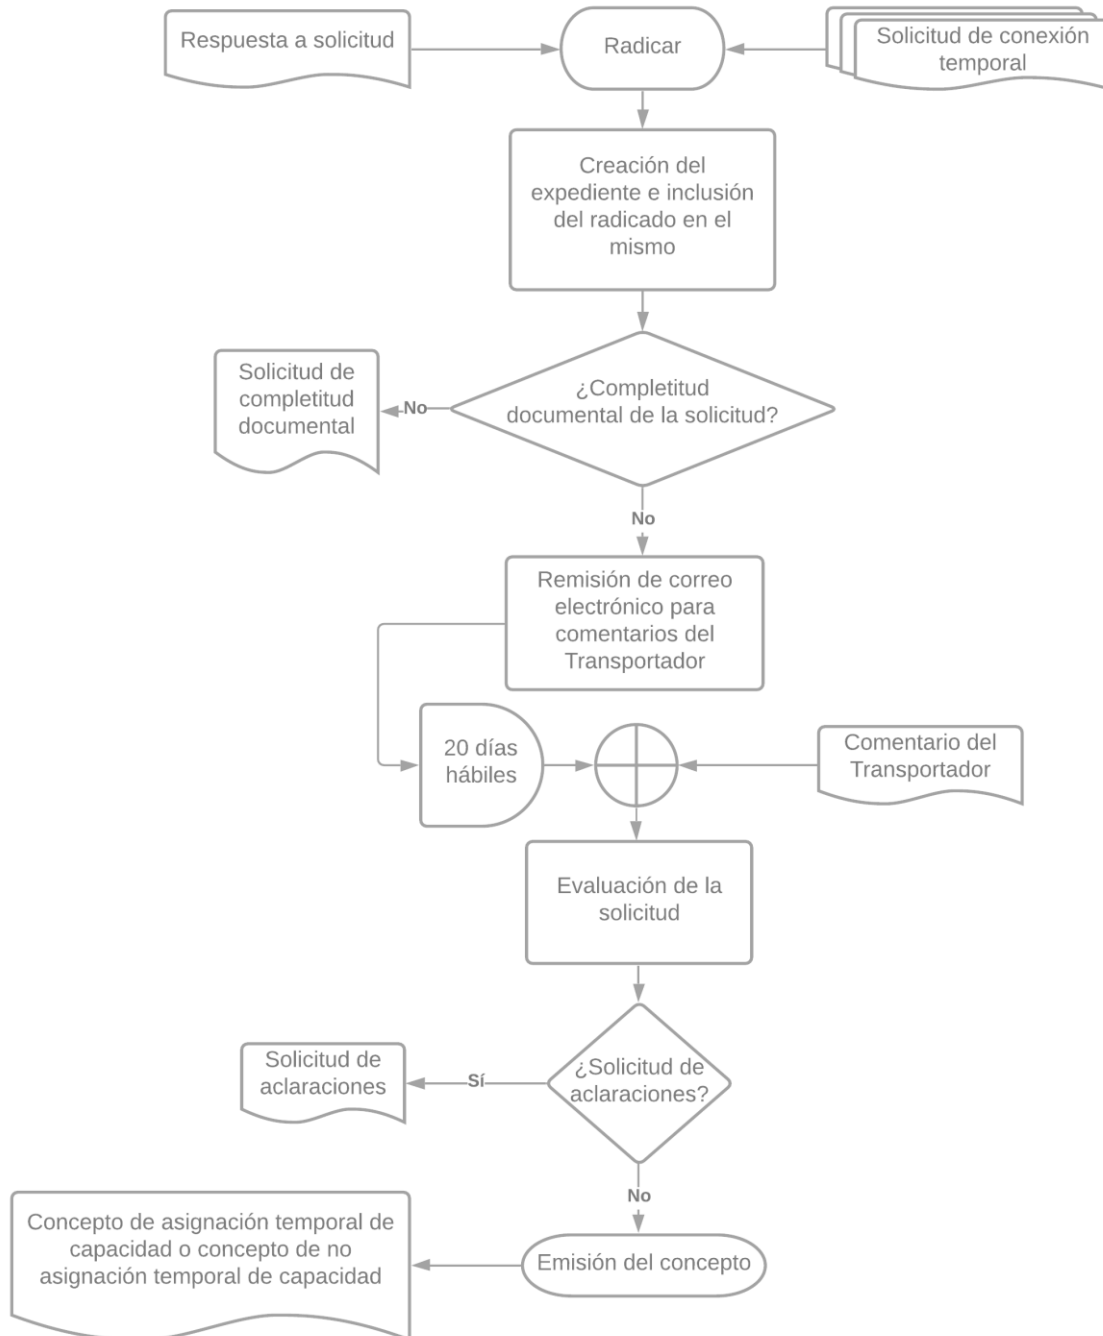 Respuesta a solicitud
Radicar
Solicitud de conexión
temporal
Creación del
expediente e inclusión
del radicado en el
mismo
¿Completitud
documental de la solicitud?
No
Solicitud de
completitud
documental
No
Remisión de correo
electrónico para
comentarios del
Transportador
20 días
hábiles
Comentario del
Transportador
Evaluación de la
solicitud
¿Solicitud de
aclaraciones?
Sí
Solicitud de
aclaraciones
No
Emisión del concepto
Concepto de asignación temporal de
capacidad o concepto de no
asignación temporal de capacidad